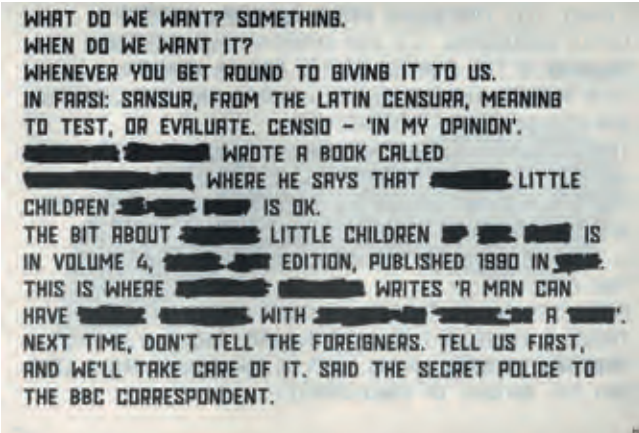 WHAT DO WE WANT? SOMETHING.
WHEN DO WE WANT IT?
WHENEVER YOU GET ROUND TO GIVING IT TO US.
IN FARSI: SANSUR, FROM THE LATIN CENSURA, MEANING
TO TEST, OR EVALUATE. CENSIO – 'IN MY OPINION'.
WROTE A BOOK CALLED
WHERE HE SAYS THAT LITTLE
CHILDREN IS OK.
THE BIT ABOUT LITTLE CHILDREN IS
IN VOLUME 4, EDITION, PUBLISHED 1990 IN .
THIS IS WHERE WRITES 'A MAN CAN
HAVE WITH A '.
NEXT TIME, DON'T TELL THE FOREIGNERS. TELL US FIRST,
AND WE'LL TAKE CARE OF IT. SAID THE SECRET POLICE TO
THE BBC CORRESPONDENT.